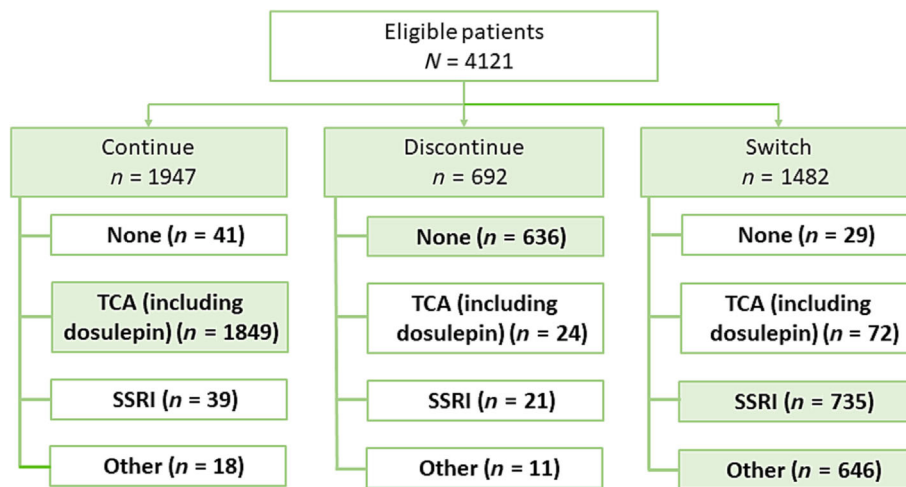 Eligible patients
N = 4121
Continue
n = 1947
None (n = 41)
TCA (including
dosulepin) (n = 1849)
SSRI (n = 39)
Other (n = 18)
Discontinue
n = 692
None (n = 636)
TCA (including
dosulepin) (n = 24)
SSRI (n = 21)
Other (n = 11)
Switch
n = 1482
None (n = 29)
TCA (including
dosulepin) (n = 72)
SSRI (n = 735)
Other (n = 646)